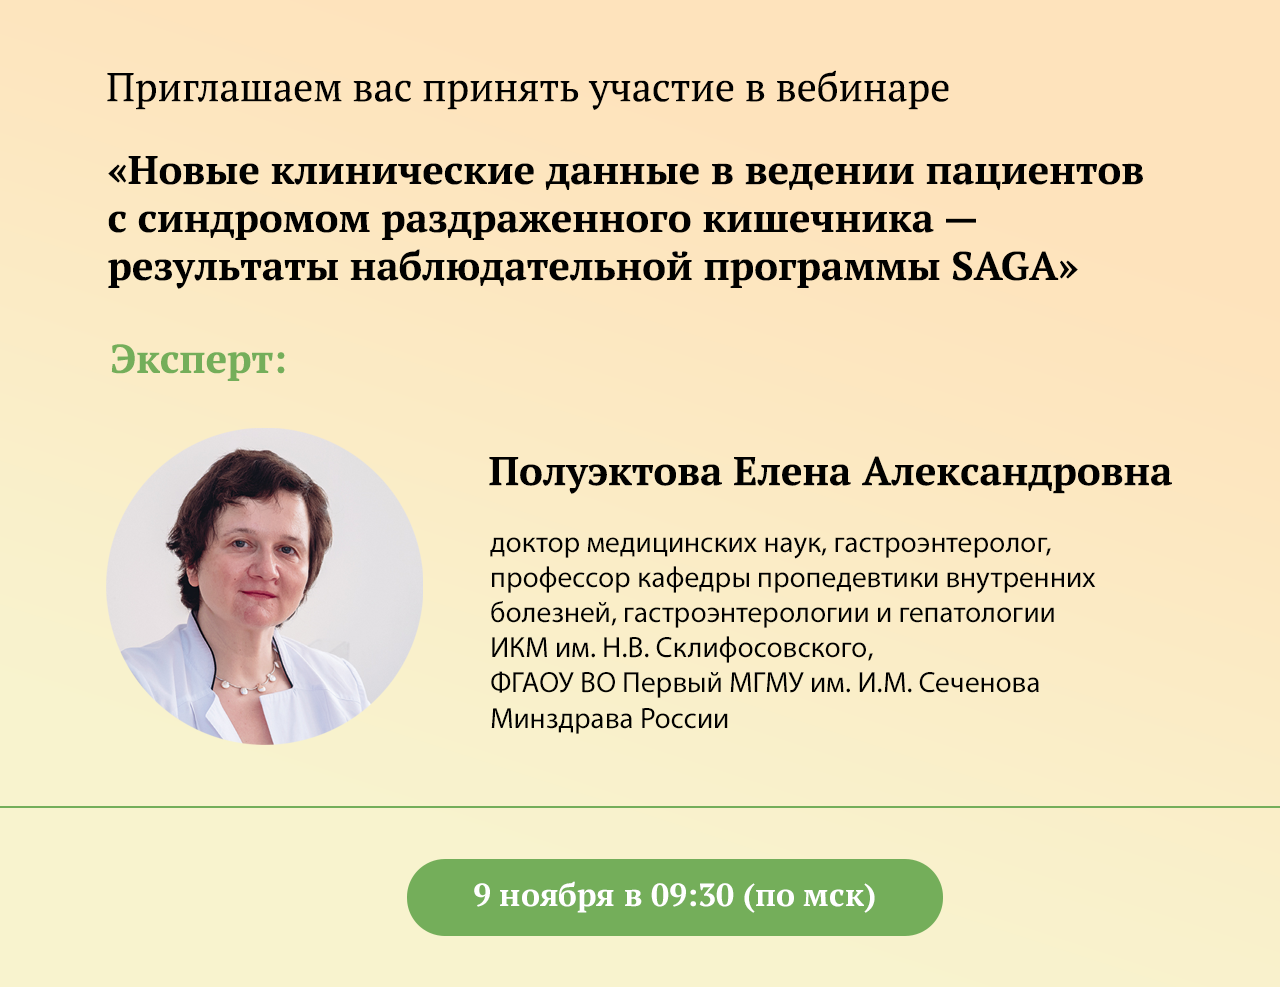 Приглашаем вас принять участие в вебинаре
«Новые клинические данные в ведении пациентов
с синдромом раздраженного кишечника —
результаты наблюдательной программы SAGA»
Эксперт:
Полуэктова Елена Александровна
доктор медицинских наук, гастроэнтеролог,
профессор кафедры пропедевтики внутренних
болезней, гастроэнтерологии и гепатологии
ИКМ им. Н.В. Склифосовского,
ФГАОУ ВО Первый МГМУ им. И.М. Сеченова
Минздрава России
9 ноября в 09:30 (по мск)